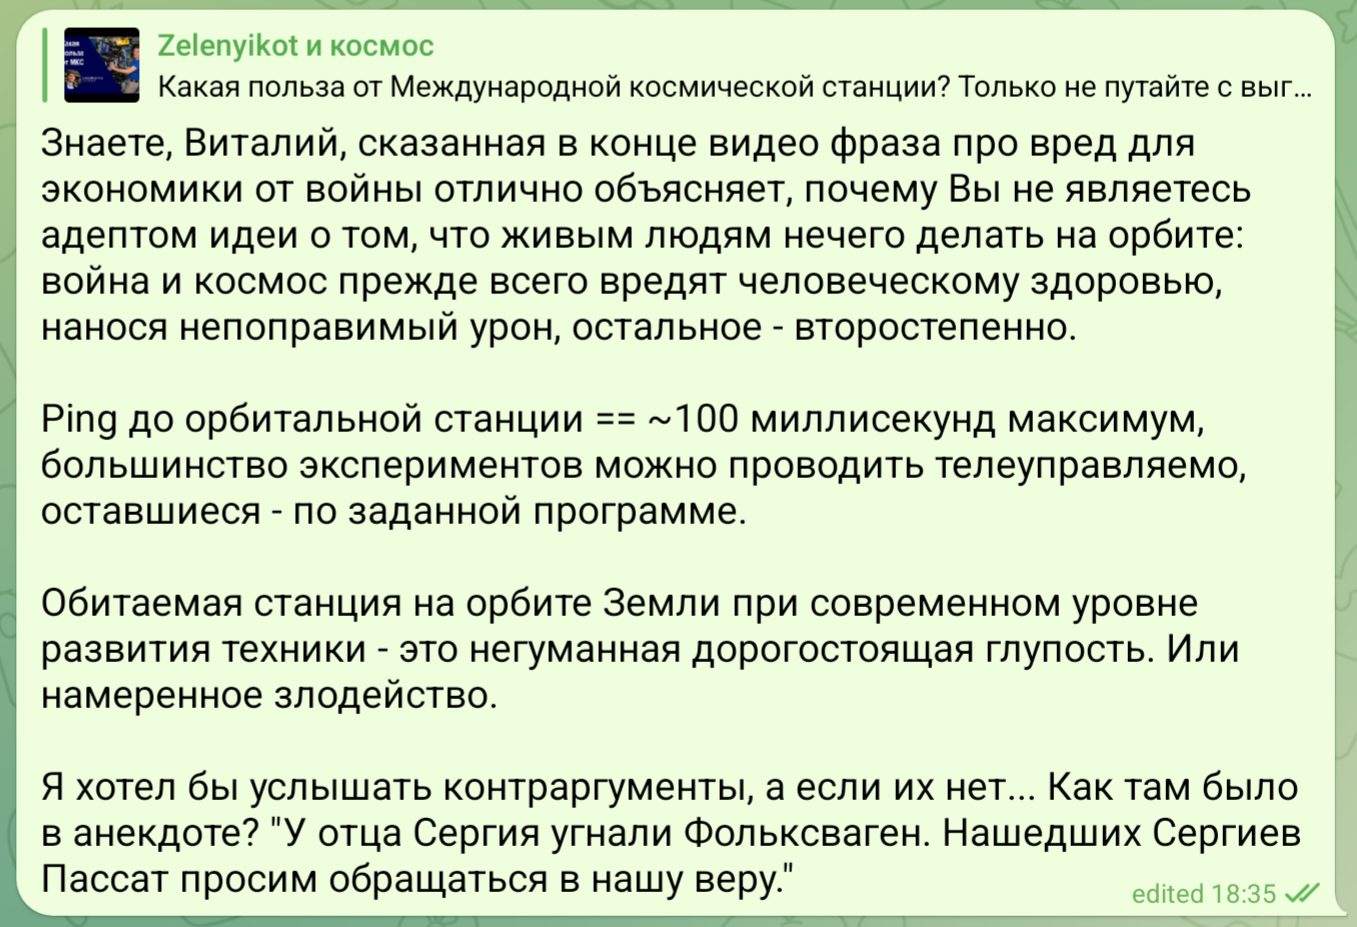 Zelenyikot и космос
Какая польза от Международной космической станции? Только не путайте с выг...
Знаете, Виталий, сказанная в конце видео фраза про вред для
экономики от войны отлично объясняет, почему Вы не являетесь
адептом идеи о том, что живым людям нечего делать на орбите:
война и космос прежде всего вредят человеческому здоровью,
нанося непоправимый урон, остальное - второстепенно.
Ping до орбитальной станции == ~100 миллисекунд максимум,
большинство экспериментов можно проводить телеуправляемо,
оставшиеся - по заданной программе.
Обитаемая станция на орбите Земли при современном уровне
развития техники - это негуманная дорогостоящая глупость. Или
намеренное злодейство.
Я хотел бы услышать контраргументы, а если их нет... Как там было
в анекдоте? "У отца Сергия угнали Фольксваген. Нашедших Сергиев
Пассат просим обращаться в нашу веру."
edited 18:35